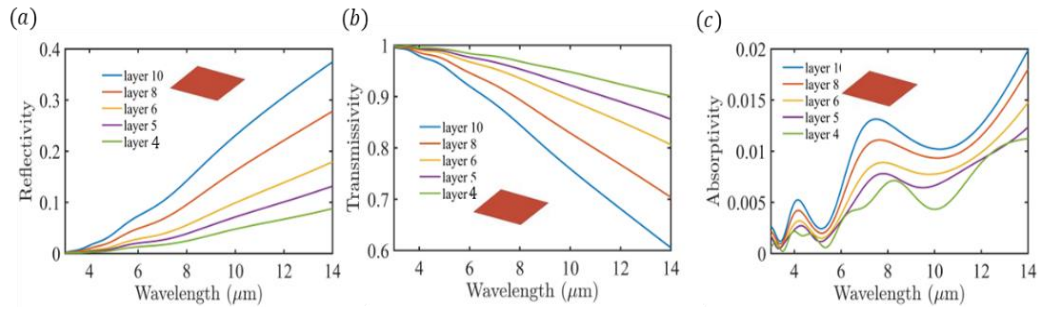 (a)
0.4
0.3
0.2
0.1
0
Reflectivity
layer 10
layer 8
layer 6
layer 5
layer 4
4 6 8 10 12 14
Wavelength (μm)
(b)
1
0.9
0.8
0.7
0.6
Transmissivity
layer 10
layer 8
layer 6
layer 5
layer 4
4 6 8 10 12 14
Wavelength (μm)
(c)
0.02
0.015
0.01
0.005
0
Absorptivity
layer 1(
layer 8
layer 6
layer 5
layer 4
4 6 8 10 12 14
Wavelength (μm)